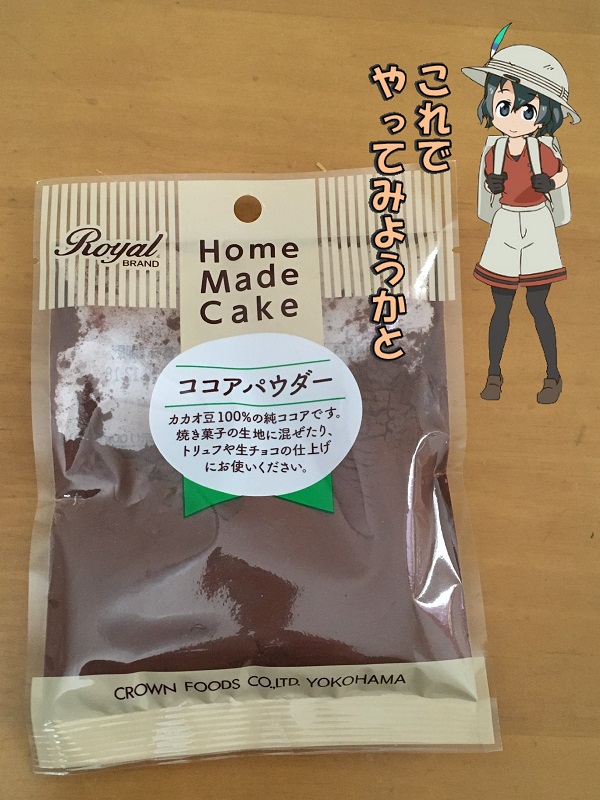 これで
やってみようかと
Royal
BRAND
Home
Made
Cake
ココアパウダー
カカオ豆100%の純ココアです。
焼き菓子の生地に混ぜたり、
トリュフや生チョコの仕上げ
にお使いください。
CROWN FOODS CO.,LTD. YOKOHAMA